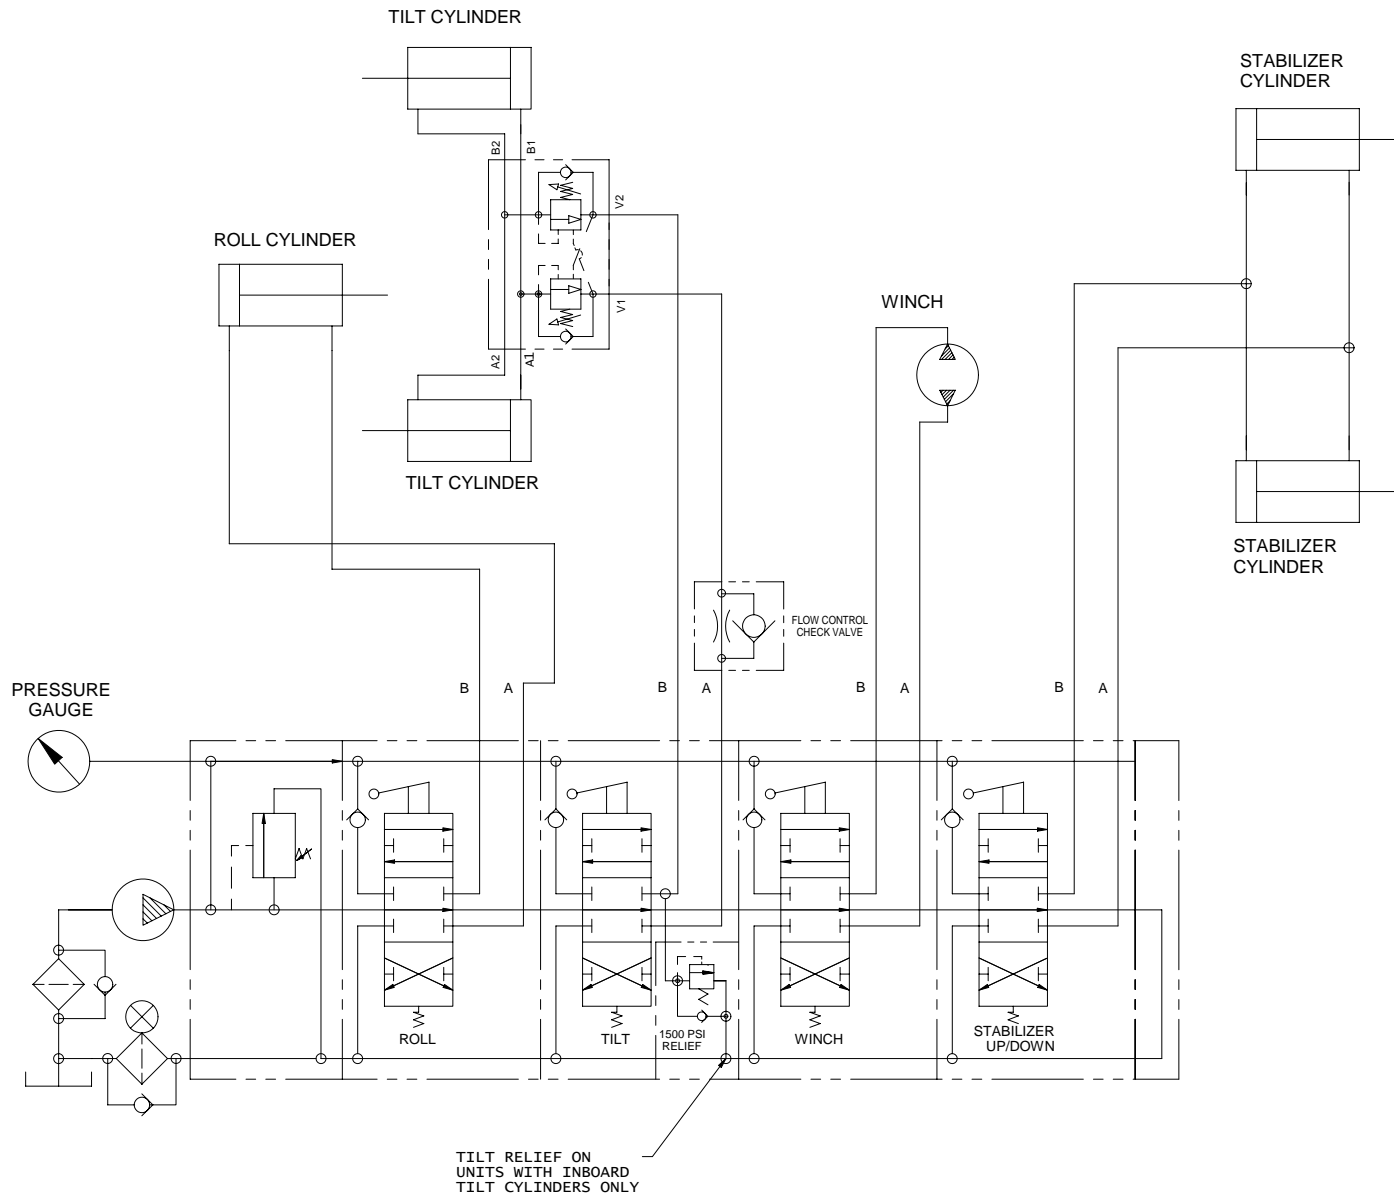 TILT CYLINDER
STABILIZER
CYLINDER
B2
B1
V2
ROLL CYLINDER
V1
WINCH
A2
A1
TILT CYLINDER
STABILIZER
CYLINDER
FLOW CONTROL
CHECK VALVE
PRESSURE
GAUGE
B
A
B
A
B
A
B
A
ROLL
TILT
1500 PSI
RELIEF
WINCH
STABILIZER
UP/DOWN
TILT RELIEF ON
UNITS WITH INBOARD
TILT CYLINDERS ONLY